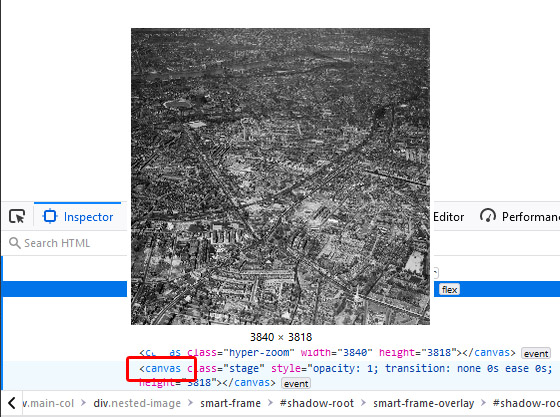 Inspector
Editor
Performan
Search HTML
flex
3840 × 3818
as class="hyper-zoom" width="3840" height="3818"></canvas> event
<canvas class="stage" style="opacity: 1; transition: none 0s ease 0s;
height="3818"></canvas> event
v.main-col > div.nested-image > smart-frame > #shadow-root > smart-frame-overlay > #shadow-roo